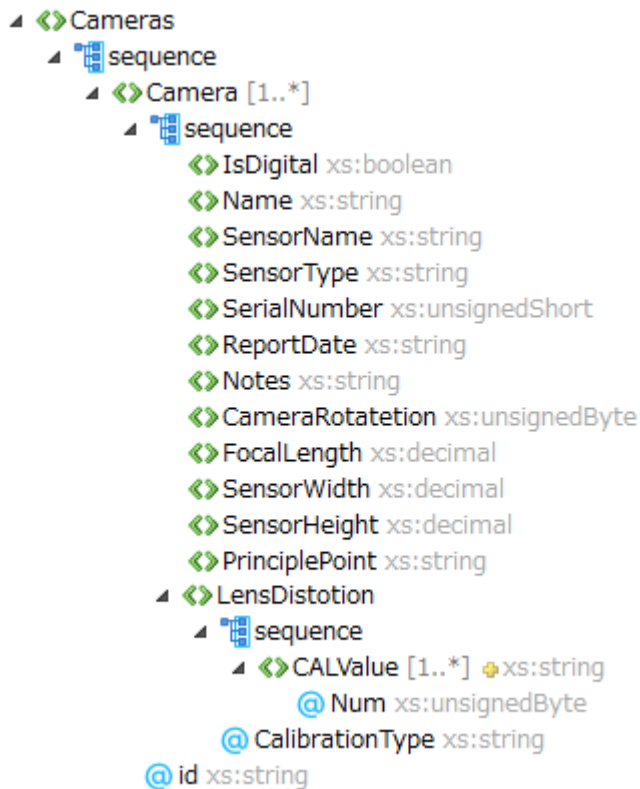 Cameras
sequence
Camera [1..*]
sequence
IsDigital xs:boolean
Name xs:string
SensorName xs:string
SensorType xs:string
SerialNumber xs:unsignedShort
ReportDate xs:string
Notes xs:string
CameraRotatetion xs:unsignedByte
FocalLength xs:decimal
SensorWidth xs:decimal
SensorHeight xs:decimal
PrinciplePoint xs:string
LensDistotion
sequence
CALValue [1..*] xs:string
@ Num xs:unsignedByte
@ CalibrationType xs:string
@ id xs:string